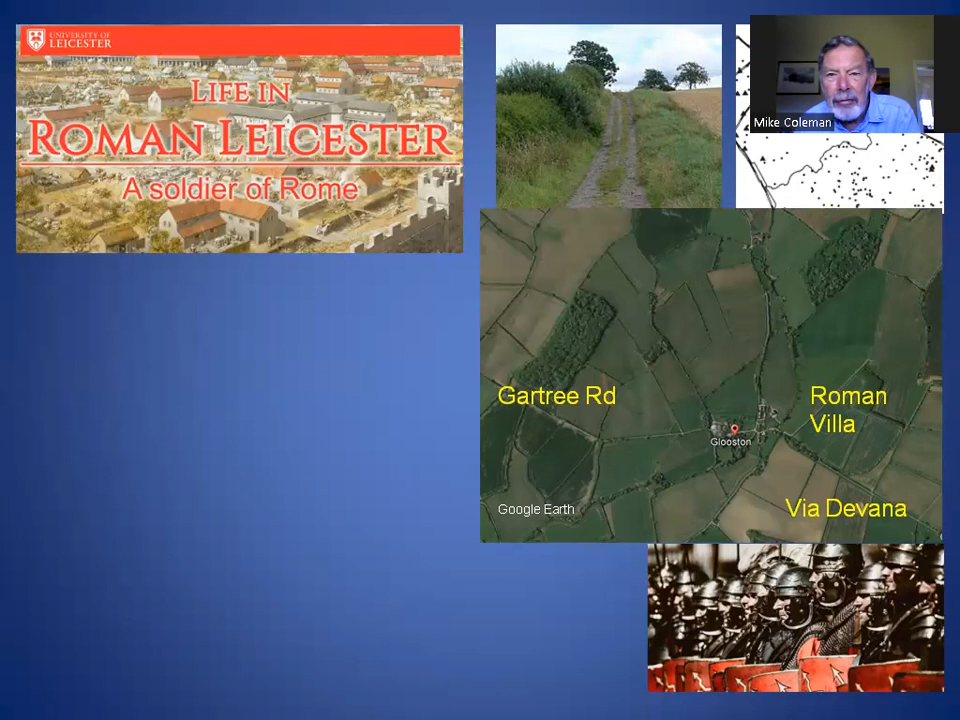 UNIVERSITY OF
LEICESTER
LIFE IN
ROMAN LEICESTER
A soldier of Rome
Mike Coleman
Gartree Rd
Roman
Villa
Glooston
Google Earth
Via Devana